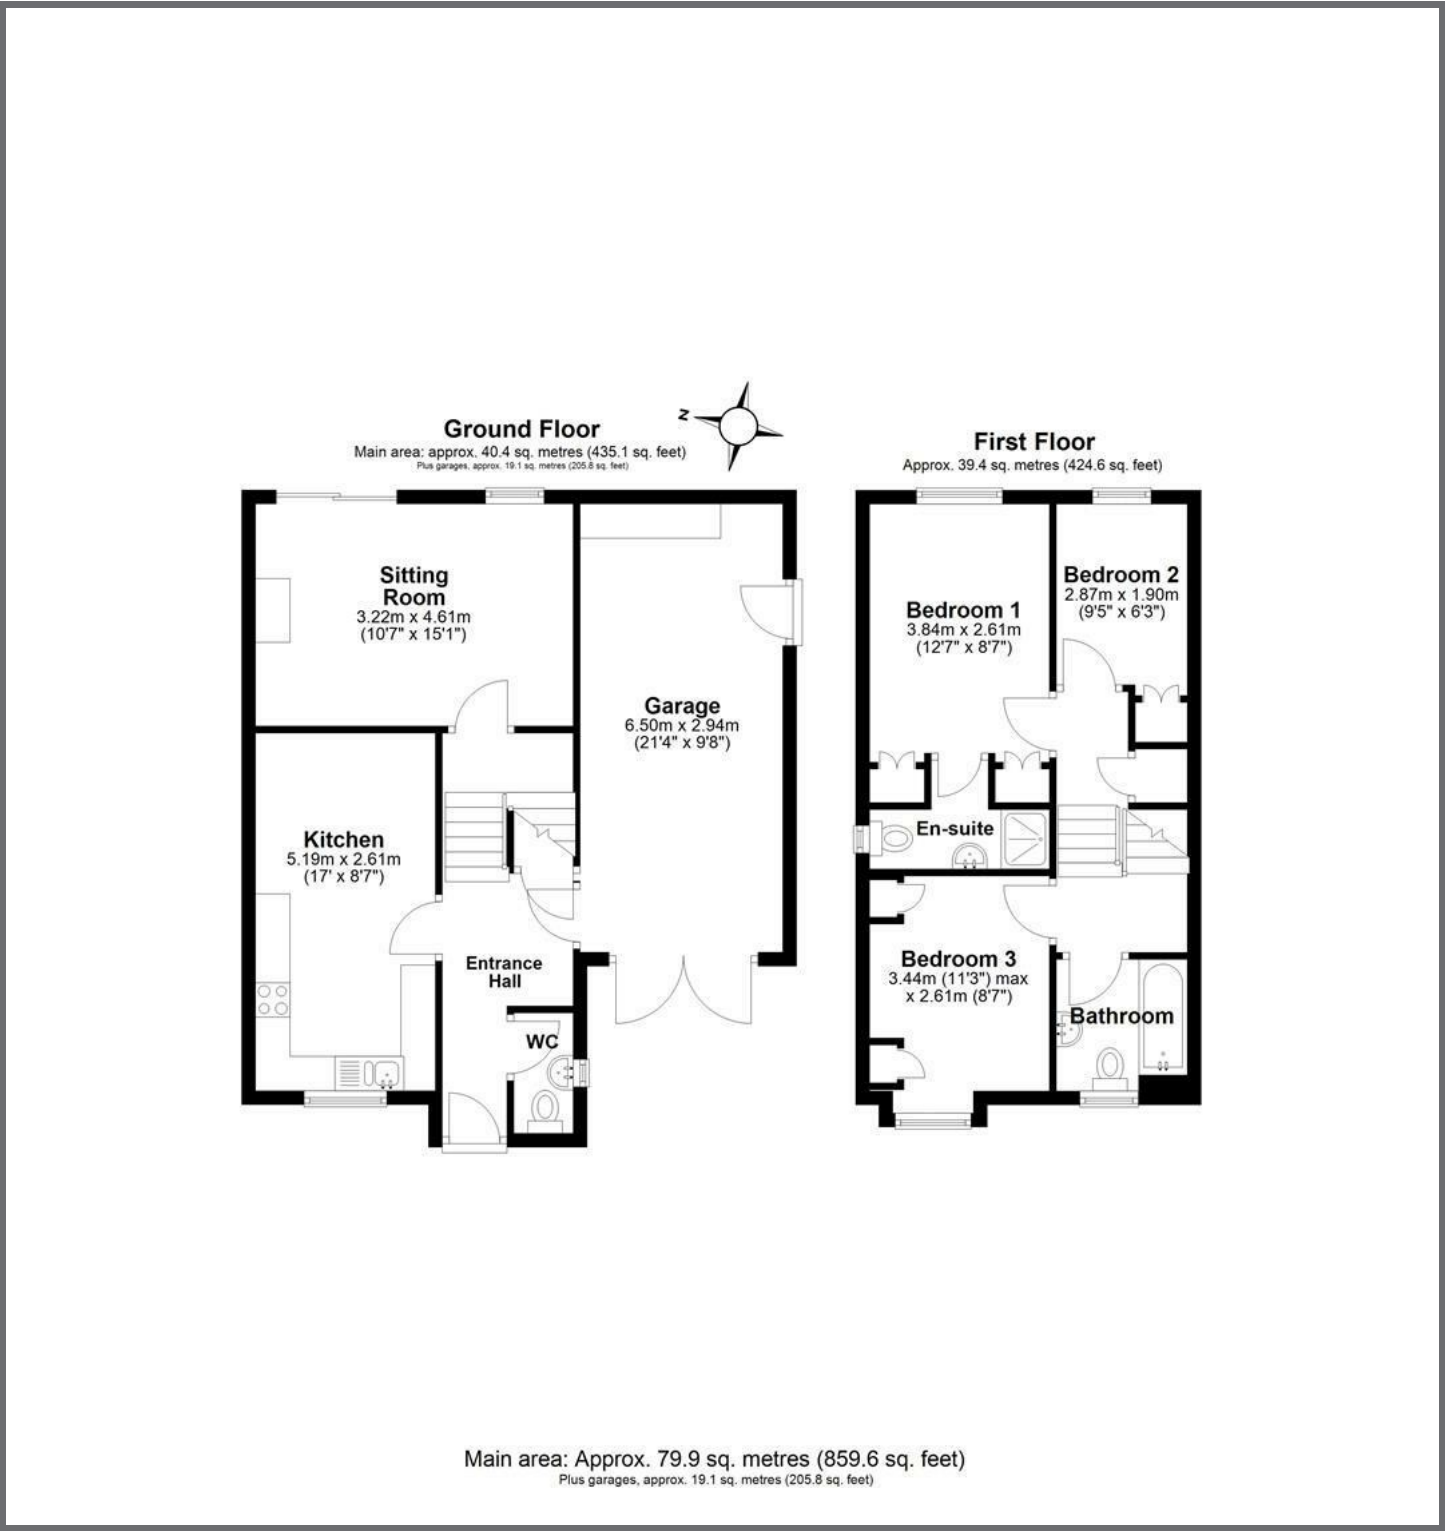 Ground Floor
Main area: approx. 40.4 sq. metres (435.1 sq. feet)
Plus garages, approx. 19.1 sq. metres (205.8 sq. feet)
N
Sitting
Room
3.22m x 4.61m
(10'7" x 15'1")
Garage
6.50m x 2.94m
(21'4" x 9'8")
Kitchen
5.19m x 2.61m
(17' x 8'7")
Entrance
Hall
WC
First Floor
Approx. 39.4 sq. metres (424.6 sq. feet)
Bedroom 1
3.84m x 2.61m
(12'7" x 8'7")
Bedroom 2
2.87m x 1.90m
(9'5" x 6'3")
En-suite
Bedroom 3
3.44m (11'3") max
x 2.61m (8'7")
Bathroom
Main area: Approx. 79.9 sq. metres (859.6 sq. feet)
Plus garages, approx. 19.1 sq. metres (205.8 sq. feet)